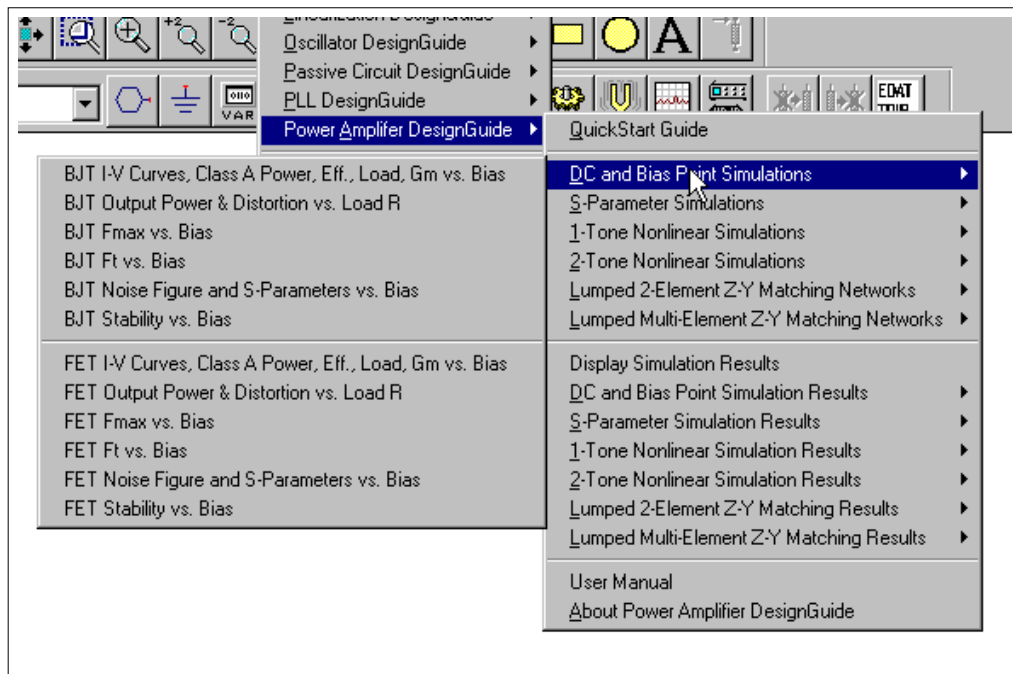 +2
-2
Linearization DesignGuide
Oscillator DesignGuide
Passive Circuit DesignGuide
PLL DesignGuide
Power Amplifer DesignGuide
A
VAR
EDAT
QuickStart Guide
DC and Bias Point Simulations
S-Parameter Simulations
1-Tone Nonlinear Simulations
2-Tone Nonlinear Simulations
Lumped 2-Element Z-Y Matching Networks
Lumped Multi-Element Z-Y Matching Networks
Display Simulation Results
DC and Bias Point Simulation Results
S-Parameter Simulation Results
1-Tone Nonlinear Simulation Results
2-Tone Nonlinear Simulation Results
Lumped 2-Element Z-Y Matching Results
Lumped Multi-Element Z-Y Matching Results
User Manual
About Power Amplifier DesignGuide
BJT I-V Curves, Class A Power, Eff., Load, Gm vs. Bias
BJT Output Power & Distortion vs. Load R
BJT Fmax vs. Bias
BJT Ft vs. Bias
BJT Noise Figure and S-Parameters vs. Bias
BJT Stability vs. Bias
FET I-V Curves, Class A Power, Eff., Load, Gm vs. Bias
FET Output Power & Distortion vs. Load R
FET Fmax vs. Bias
FET Ft vs. Bias
FET Noise Figure and S-Parameters vs. Bias
FET Stability vs. Bias